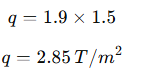 q = 1.9 × 1.5
q = 2.85 T/m²